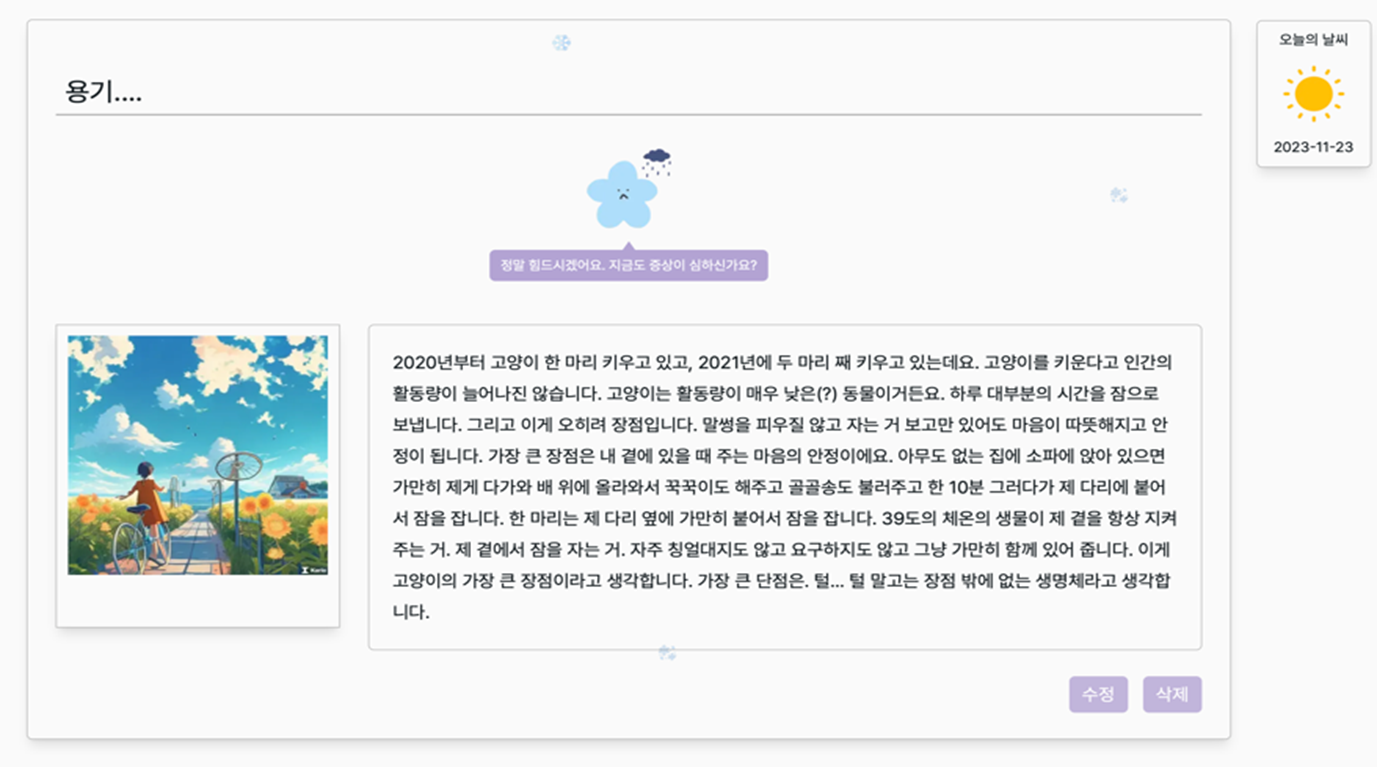 오늘의 날씨
2023-11-23
용기....
정말 힘드시겠어요. 지금도 증상이 심하신가요?
2020년부터 고양이 한 마리 키우고 있고, 2021년에 두 마리 째 키우고 있는데요. 고양이를 키운다고 인간의
활동량이 늘어나진 않습니다. 고양이는 활동량이 매우 낮은(?) 동물이거든요. 하루 대부분의 시간을 잠으로
보냅니다. 그리고 이게 오히려 장점입니다. 말썽을 피우질 않고 자는 거 보고만 있어도 마음이 따뜻해지고 안
정이 됩니다. 가장 큰 장점은 내 곁에 있을 때 주는 마음의 안정이에요. 아무도 없는 집에 소파에 앉아 있으면
가만히 제게 다가와 배 위에 올라와서 꾹꾹이도 해주고 골골송도 불러주고 한 10분 그러다가 제 다리에 붙어
서 잠을 잡니다. 한 마리는 제 다리 옆에 가만히 붙어서 잠을 잡니다. 39도의 체온의 생물이 제 곁을 항상 지켜
주는 거. 제 곁에서 잠을 자는 거. 자주 칭얼대지도 않고 요구하지도 않고 그냥 가만히 함께 있어 줍니다. 이게
고양이의 가장 큰 장점이라고 생각합니다. 가장 큰 단점은. 털... 털 말고는 장점 밖에 없는 생명체라고 생각합
니다.
수정
삭제